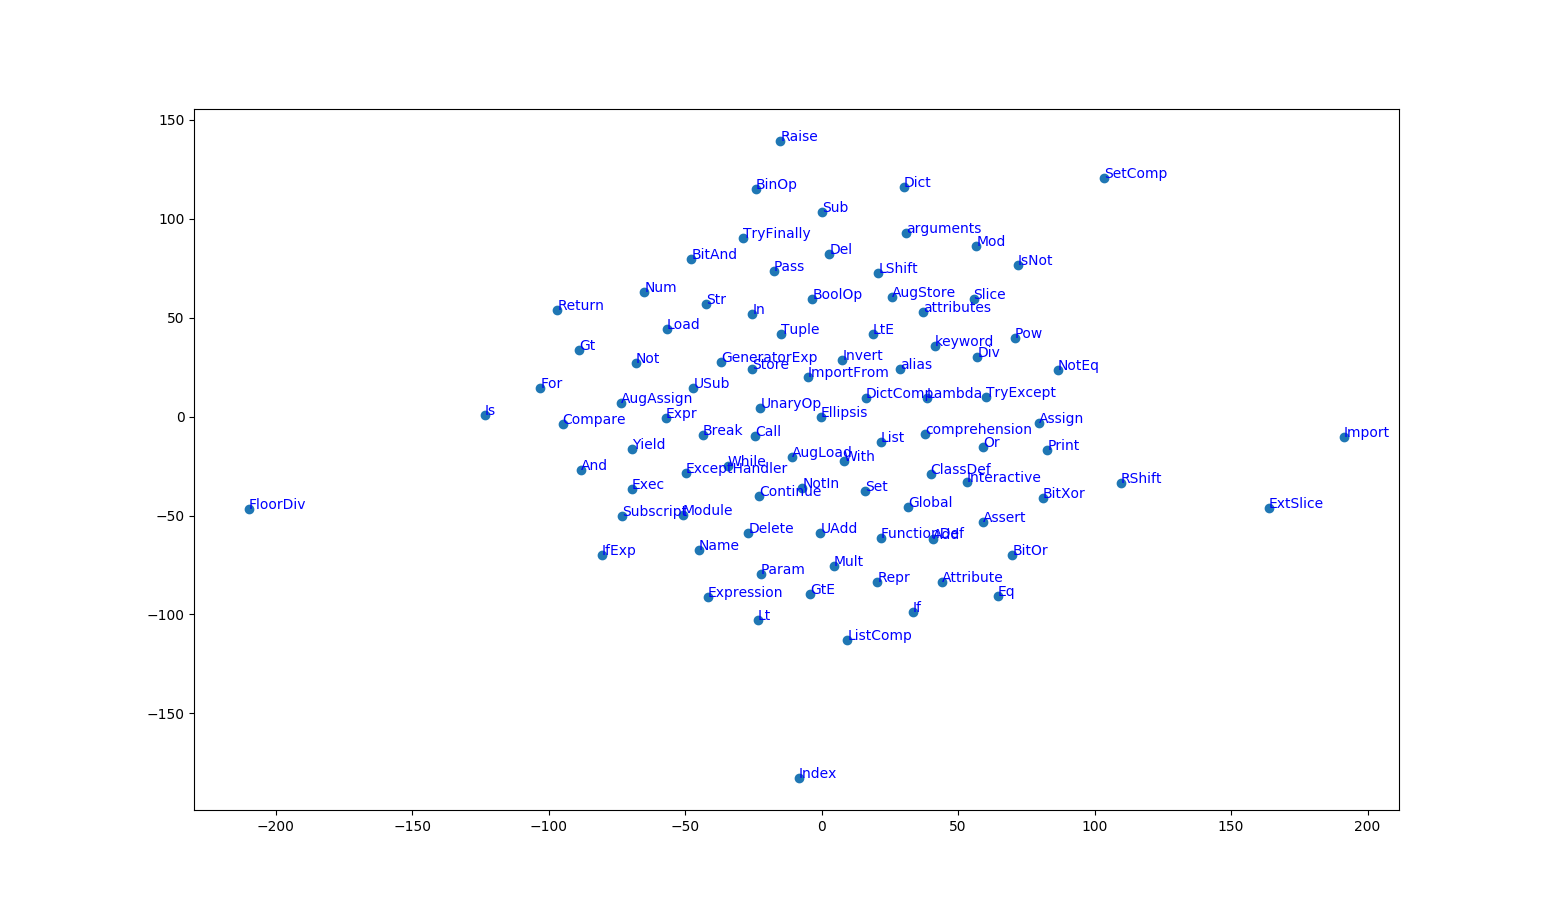 150
Raise
SetComp
BinOp
Dict
Sub
100
arguments
TryFinally
Mod
Del
BitAnd
IsNot
Pass
LShift
Num
AugStore
Slice
BoolOp
Str
Return
attributes
In
50
Load
Tuple
LtE
Pow
keyword
Gt
Div
Invert
GeneratorExp
Not
Store
alias
NotEq
ImportFrom
For
USub
DictComp
Lambda
TryExcept
AugAssign
UnaryOp
Is
Expr
Ellipsis
0
Compare
Assign
Break
Call
comprehension
Import
List
Yield
Or
Print
AugLoad
With
While
And
ExceptHandler
ClassDef
Interactive
RShift
Exec
NotIn
Set
Continue
BitXor
Global
ExtSlice
FloorDiv
Subscript
Module
−50
Assert
Delete
UAdd
FunctionDef
Add
Name
IfExp
BitOr
Mult
Param
Repr
Attribute
GtE
Expression
Eq
−100
If
Lt
ListComp
−150
Index
−200
−150
−100
−50
0
50
100
150
200